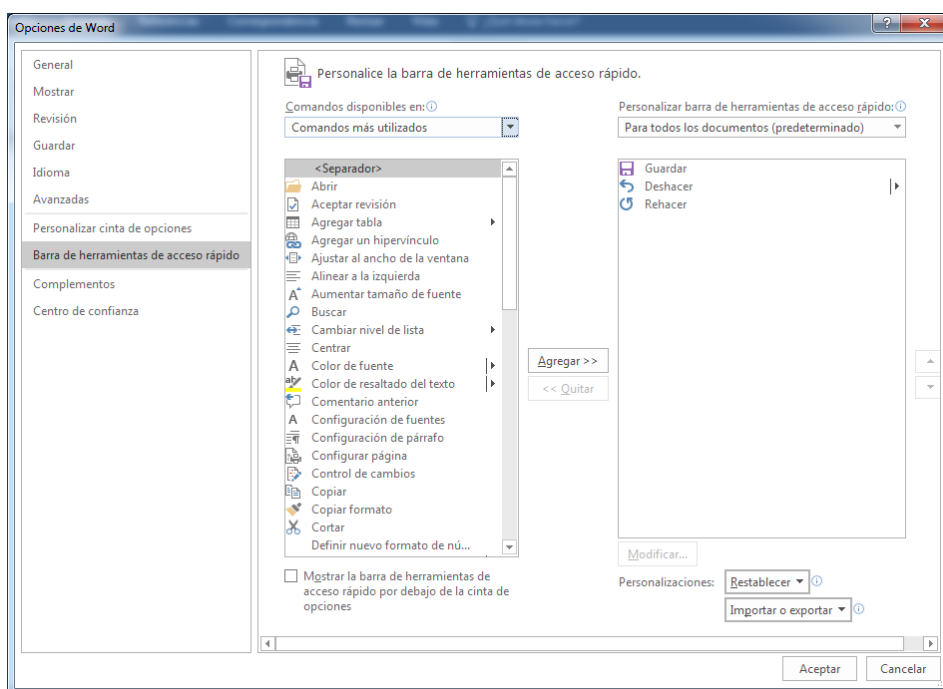 Referencias Correspondencia Revisar Vista ¿Qué desea hacer?
Opciones de Word
General
Mostrar
Revisión
Guardar
Idioma
Avanzadas
Personalizar cinta de opciones
Barra de herramientas de acceso rápido
Complementos
Centro de confianza
Personalice la barra de herramientas de acceso rápido.
Comandos disponibles en:
Comandos más utilizados
<Separador>
Abrir
Aceptar revisión
Agregar tabla
Agregar un hipervínculo
Ajustar al ancho de la ventana
Alinear a la izquierda
Aumentar tamaño de fuente
Buscar
Cambiar nivel de lista
Centrar
Color de fuente
Color de resaltado del texto
Comentario anterior
Configuración de fuentes
Configuración de párrafo
Configurar página
Control de cambios
Copiar
Copiar formato
Cortar
Definir nuevo formato de nú...
Mostrar la barra de herramientas de
acceso rápido por debajo de la cinta de
opciones
Agregar >>
<< Quitar
Personalizar barra de herramientas de acceso rápido:
Para todos los documentos (predeterminado)
Guardar
Deshacer
Rehacer
Modificar...
Personalizaciones: Restablecer
Importar o exportar
Aceptar Cancelar